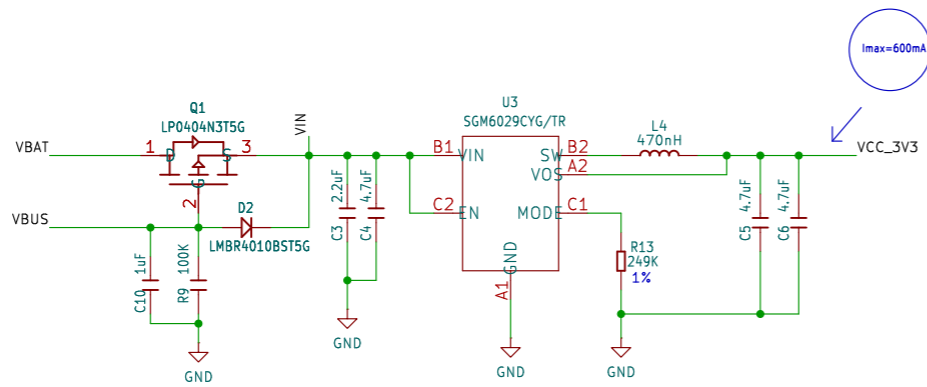 Imax=600mA
Q1
LP0404N3T5G
VIN
U3
SGM6029CYG/TR
L4
470nH
VBAT
1
D
S
3
G
2
B1
VIN
SW
B2
VOS
A2
VCC_3V3
C2
EN
MODE
C1
GND
A1
VBUS
D2
LMBR4010BST5G
C10
1uF
R9
100K
C3
2.2uF
C4
4.7uF
R13
249K
1%
C5
4.7uF
C6
4.7uF
GND
GND
GND
GND